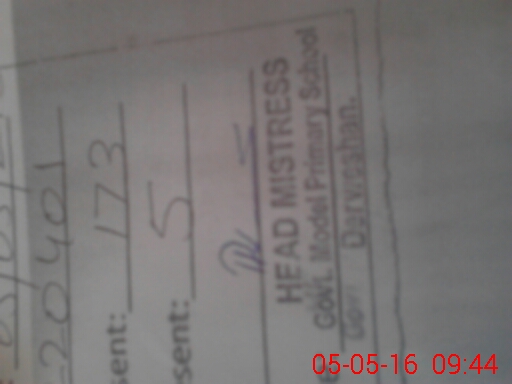 20401
sent: 173
sent: 5
HEAD MISTRESS
Govt. Model Primary School
Darweshan.
05-05-16 09:44